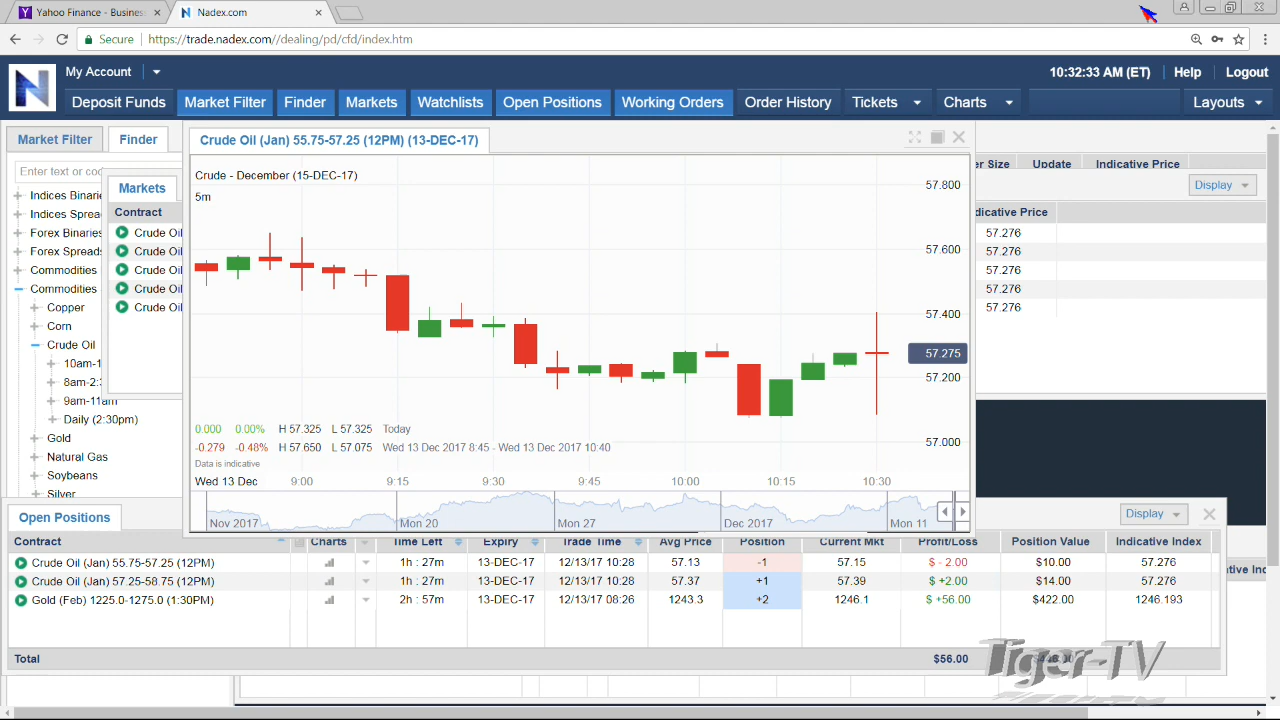 Yahoo Finance - Business
Nadex.com
Secure
https://trade.nadex.com//dealing/pd/cfd/index.htm
My Account
10:32:33 AM (ET)
Help
Logout
Deposit Funds
Market Filter
Finder
Markets
Watchlists
Open Positions
Working Orders
Order History
Tickets
Charts
Layouts
Market Filter
Finder
Enter text or co
Indices Binarie
Indices Sprea
Forex Binaries
Forex Spreads
Commodities
Commodities
Copper
Corn
Crude Oil
10am-1
8am-2:
9am-11am
Daily (2:30pm)
Gold
Natural Gas
Soybeans
Silver
Markets
Contract
Crude Oil
Crude Oil
Crude Oil
Crude Oil
Crude Oil
Crude Oil (Jan) 55.75-57.25 (12PM) (13-DEC-17)
Crude - December (15-DEC-17)
5m
57.800
57.600
57.400
57.275
57.200
57.000
0.000 0.00% H 57.325 L 57.325 Today
-0.279 -0.48% H 57.650 L 57.075 Wed 13 Dec 2017 8:45 - Wed 13 Dec 2017 10:40
Data is indicative
Wed 13 Dec 9:00 9:15 9:30 9:45 10:00 10:15 10:30
Nov 2017 Mon 20 Mon 27 Dec 2017 Mon 11
er Size Update Indicative Price
Display
dicative Price
57.276
57.276
57.276
57.276
57.276
Open Positions
Display
Contract Charts Time Left Expiry Trade Time Avg Price Position Current Mkt Profit/Loss Position Value Indicative Index
Crude Oil (Jan) 55.75-57.25 (12PM) 1h : 27m 13-DEC-17 12/13/17 10:28 57.13 -1 57.15 $ - 2.00 $10.00 57.276
Crude Oil (Jan) 57.25-58.75 (12PM) 1h : 27m 13-DEC-17 12/13/17 10:28 57.37 +1 57.39 $ +2.00 $14.00 57.276
Gold (Feb) 1225.0-1275.0 (1:30PM) 2h : 57m 13-DEC-17 12/13/17 08:26 1243.3 +2 1246.1 $ +56.00 $422.00 1246.193
Total $56.00
ative Ind
Tiger-TV